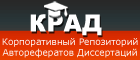 КРАД
Корпоративный Репозиторий
Авторефератов Диссертаций